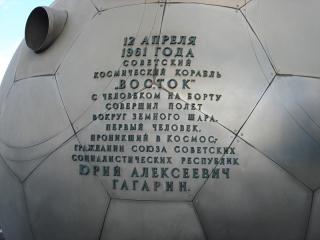 12 АПРЕЛЯ
1961 ГОДА
СОВЕТСКИЙ
КОСМИЧЕСКИЙ КОРАБЛЬ
„ВОСТОК"
С ЧЕЛОВЕКОМ НА БОРТУ
СОВЕРШИЛ ПОЛЕТ
ВОКРУГ ЗЕМНОГО ШАРА.
ПЕРВЫЙ ЧЕЛОВЕК,
ПРОНИКШИЙ В КОСМОС-
ГРАЖДАНИН СОЮЗА СОВЕТСКИХ
СОЦИАЛИСТИЧЕСКИХ РЕСПУБЛИК
ЮРИЙ АЛЕКСЕЕВИЧ
ГАГАРИН.